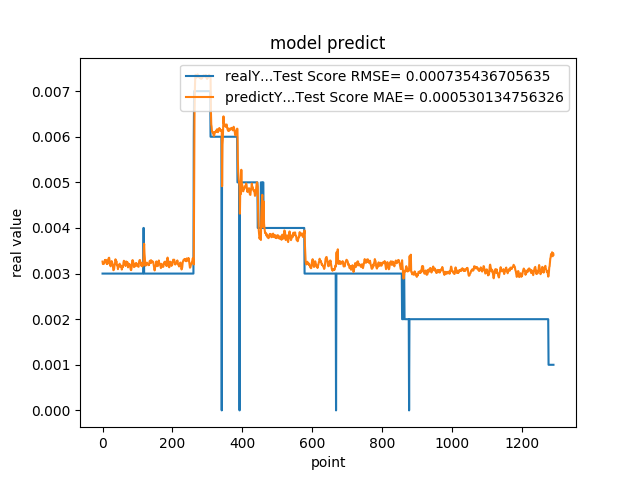 model predict
realY...Test Score RMSE= 0.000735436705635
predictY...Test Score MAE= 0.000530134756326
0.007
0.006
0.005
0.004
0.003
0.002
0.001
0.000
real value
0 200 400 600 800 1000 1200
point